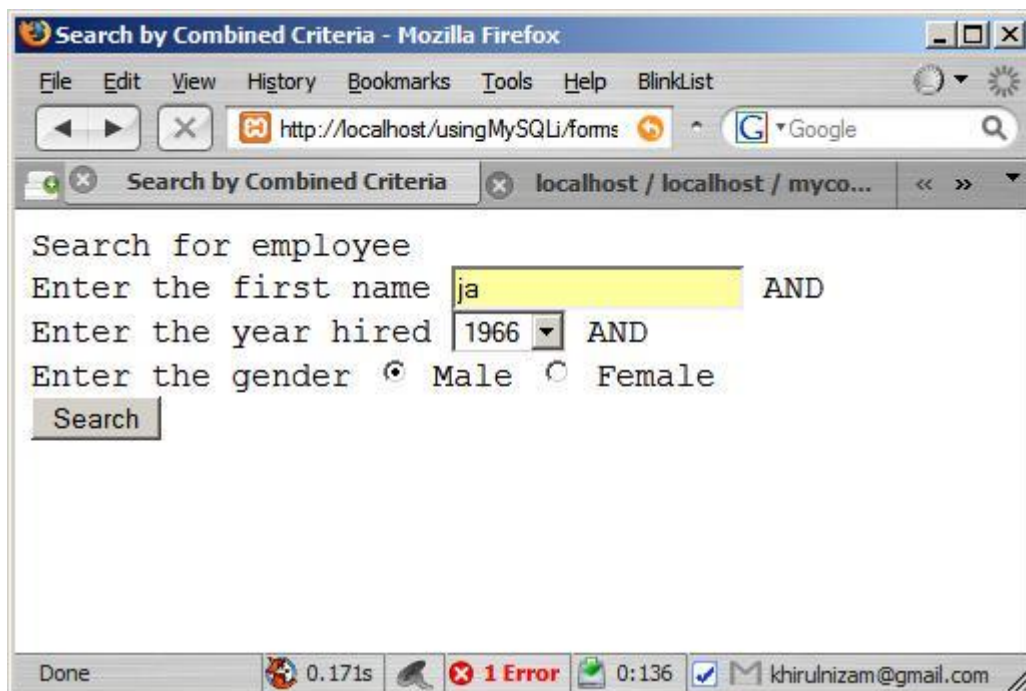 Search by Combined Criteria - Mozilla Firefox
File Edit View History Bookmarks Tools Help BlinkList
http://localhost/usingMySQLi/forms G Google
Search by Combined Criteria localhost / localhost / myco... « »
Search for employee
Enter the first name ja AND
Enter the year hired 1966 AND
Enter the gender Male Female
Search
Done 0.171s 1 Error 0:136 khirulnizam@gmail.com